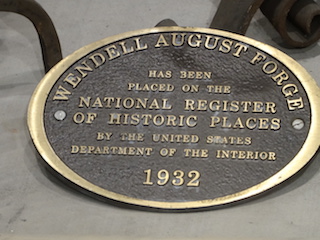 WENDELL AUGUST FORGE
HAS BEEN
PLACED ON THE
NATIONAL REGISTER
OF HISTORIC PLACES
BY THE UNITED STATES
DEPARTMENT OF THE INTERIOR
1932